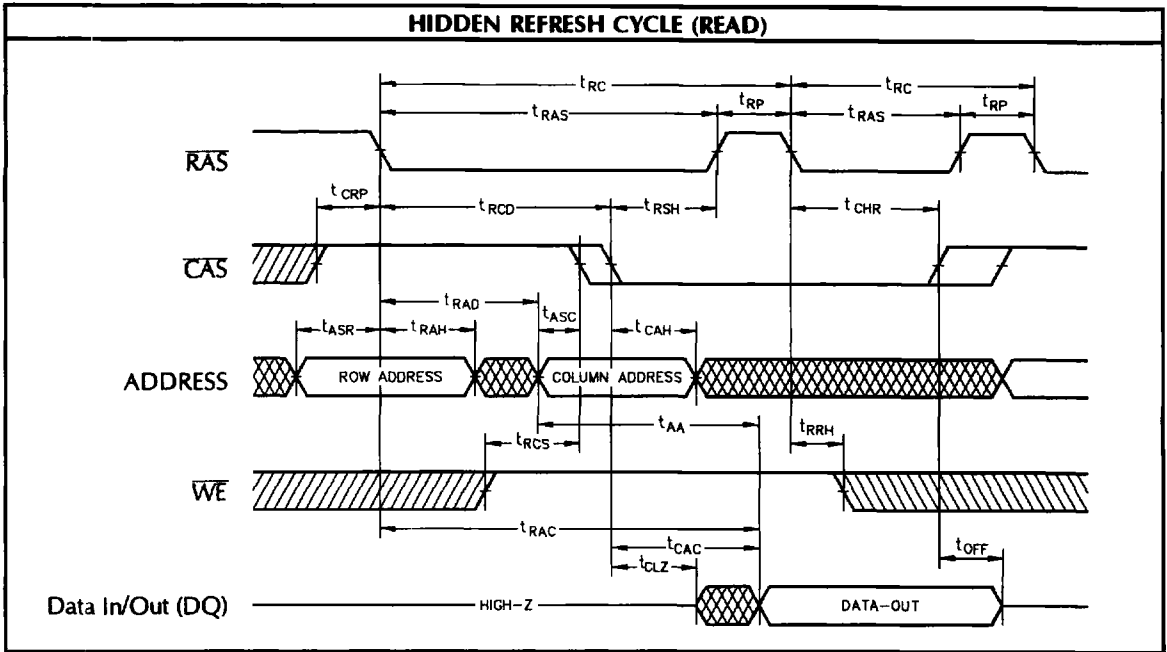 HIDDEN REFRESH CYCLE (READ)
tRC tRC
tRAS tRP tRAS tRP
RAS
tCRP tRCD tRSH tCHR
CAS
tRAD
tASR tRAH tASC tCAH
ADDRESS ROW ADDRESS COLUMN ADDRESS
tAA
tRCS tRRH
WE
tRAC
tCAC
tCLZ tOFF
Data In/Out (DQ) HIGH-Z DATA-OUT